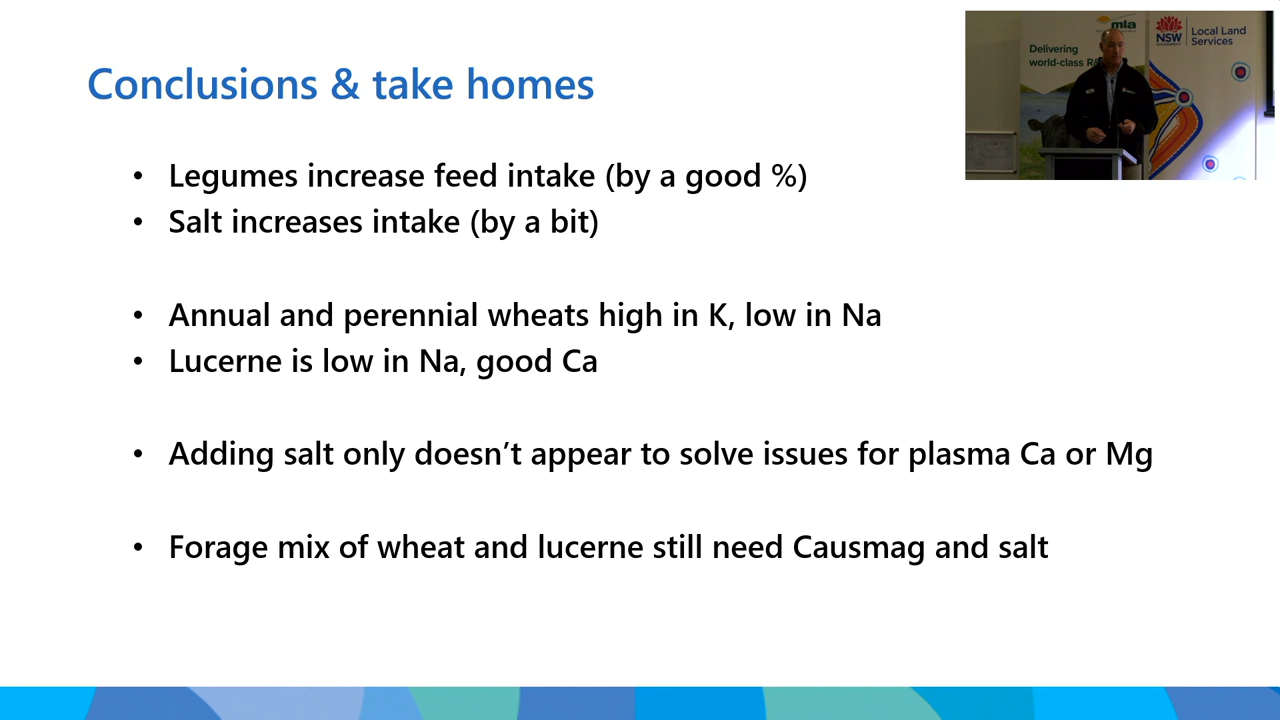 Conclusions & take homes
• Legumes increase feed intake (by a good %)
• Salt increases intake (by a bit)
• Annual and perennial wheats high in K, low in Na
• Lucerne is low in Na, good Ca
• Adding salt only doesn’t appear to solve issues for plasma Ca or Mg
• Forage mix of wheat and lucerne still need Causmag and salt
mla
Delivering
world-class R&
NSW
GOVERNMENT
Local Land
Services